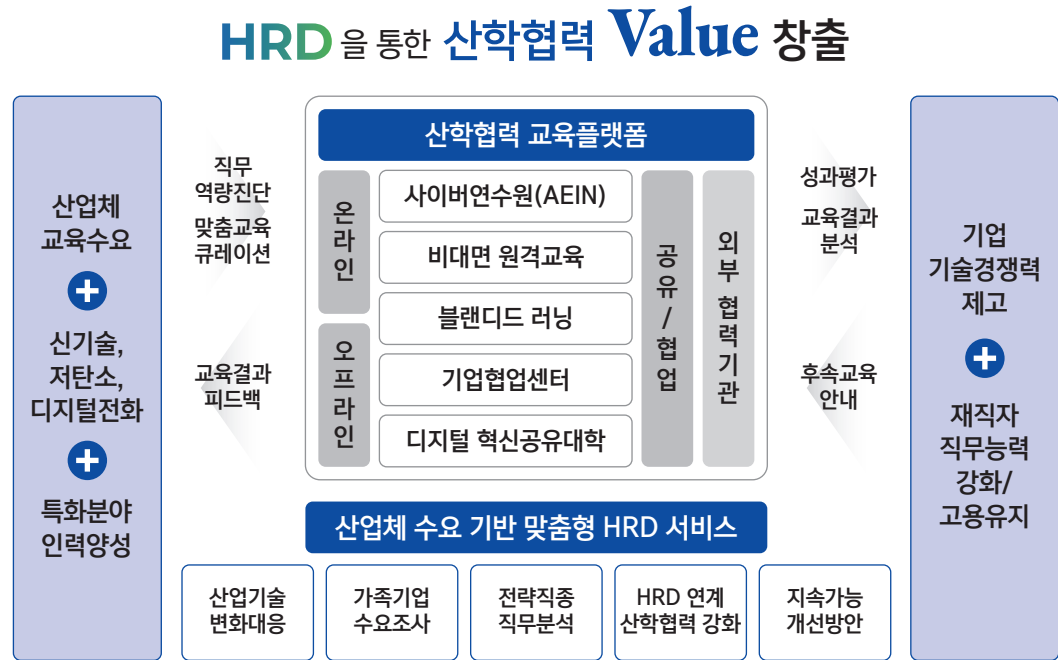 HRD을 통한 산학협력 Value 창출
산업체
교육수요
신기술,
저탄소,
디지털전화
특화분야
인력양성
직무
역량진단
맞춤교육
큐레이션
교육결과
피드백
산학협력 교육플랫폼
온라인
오프라인
사이버연수원(AEIN)
비대면 원격교육
블랜디드 러닝
기업협업센터
디지털 혁신공유대학
공유/협업
외부 협력기관
성과평가
교육결과
분석
후속교육
안내
기업
기술경쟁력
제고
재직자
직무능력
강화/
고용유지
산업체 수요 기반 맞춤형 HRD 서비스
산업기술
변화대응
가족기업
수요조사
전략직종
직무분석
HRD 연계
산학협력 강화
지속가능
개선방안